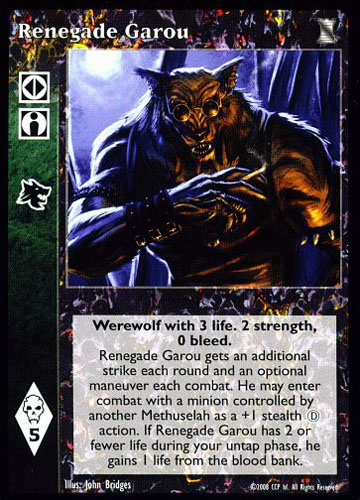 Renegade Garou
Werewolf with 3 life. 2 strength,
0 bleed.
Renegade Garou gets an additional
strike each round and an optional
maneuver each combat. He may enter
combat with a minion controlled by
another Methuselah as a +1 stealth Ⓓ
action. If Renegade Garou has 2 or
fewer life during your untap phase, he
gains 1 life from the blood bank.
5
Illus: John Bridges
©2008 CCP hf. All Rights Reserved